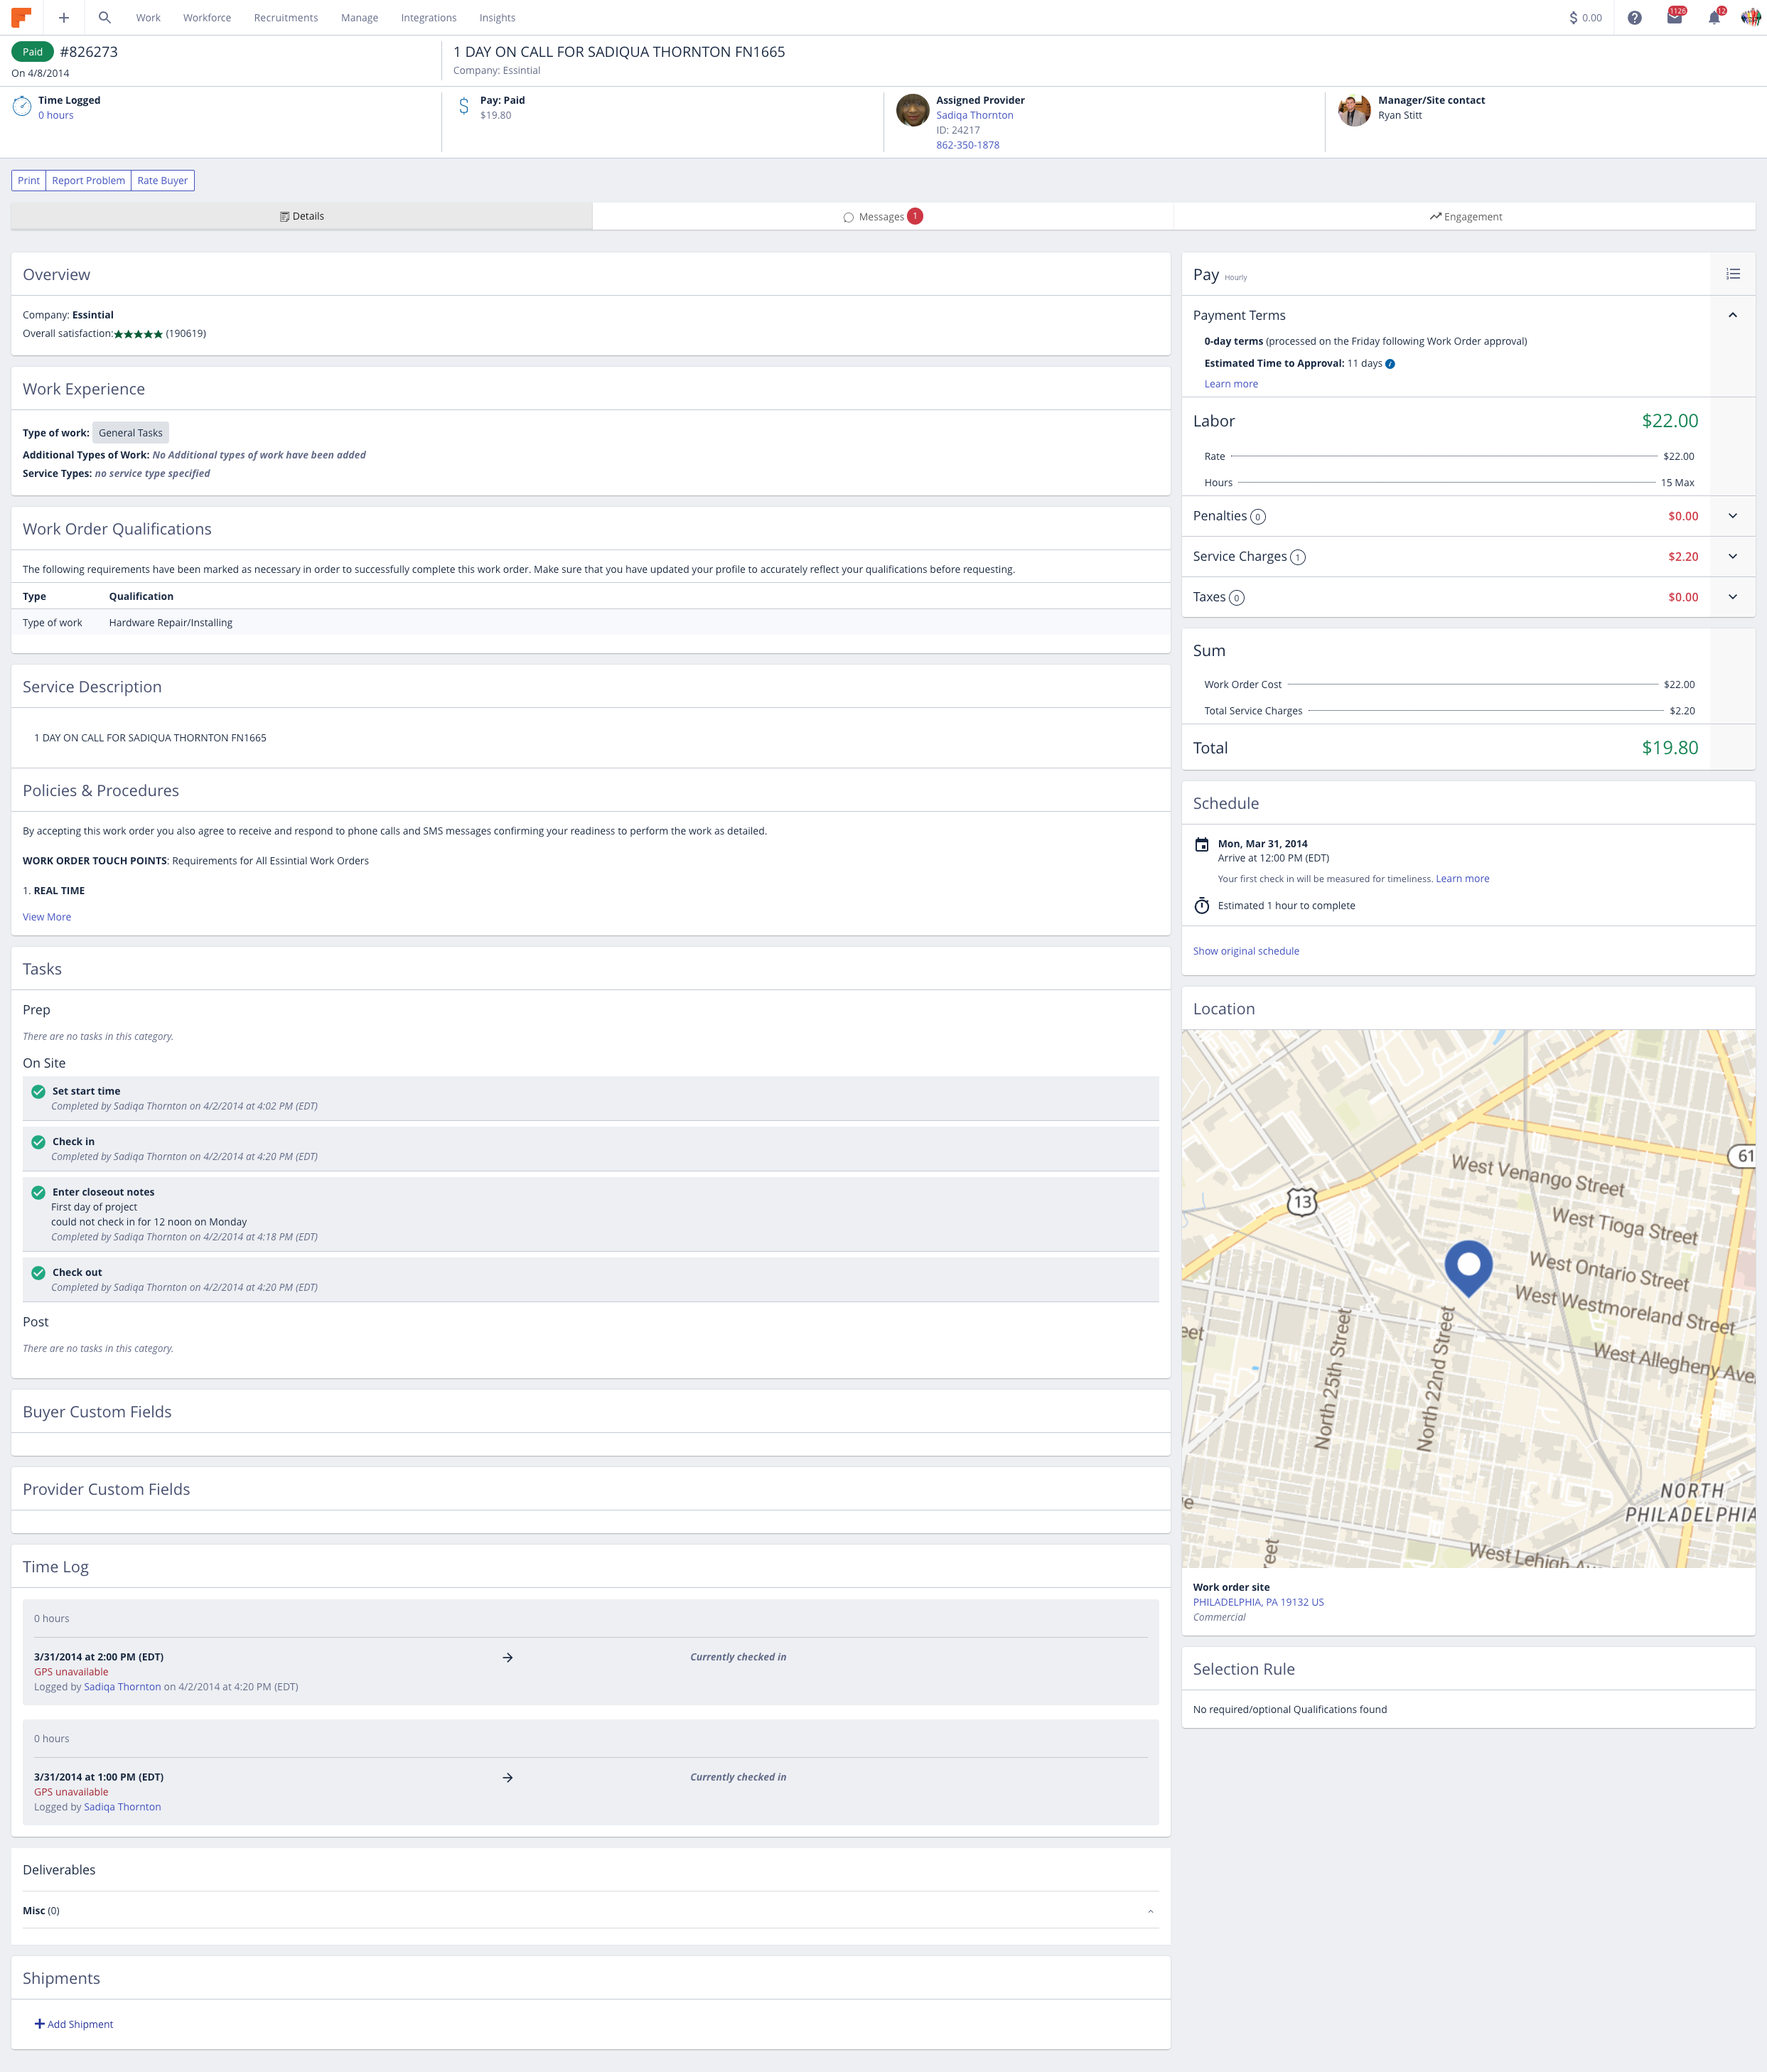 Work Workforce Recruitments Manage Integrations Insights $ 0.00 1126 12
Paid #826273
On 4/8/2014
1 DAY ON CALL FOR SADIQUA THORNTON FN1665
Company: Essintial
Time Logged
0 hours
Pay: Paid
$19.80
Assigned Provider
Sadiqa Thornton
ID: 24217
862-350-1878
Manager/Site contact
Ryan Stitt
Print Report Problem Rate Buyer
Details Messages 1 Engagement
Overview
Company: Essintial
Overall satisfaction:★★★★★ (190619)
Work Experience
Type of work: General Tasks
Additional Types of Work: No Additional types of work have been added
Service Types: no service type specified
Work Order Qualifications
The following requirements have been marked as necessary in order to successfully complete this work order. Make sure that you have updated your profile to accurately reflect your qualifications before requesting.
Type Qualification
Type of work Hardware Repair/Installing
Service Description
1 DAY ON CALL FOR SADIQUA THORNTON FN1665
Policies & Procedures
By accepting this work order you also agree to receive and respond to phone calls and SMS messages confirming your readiness to perform the work as detailed.
WORK ORDER TOUCH POINTS: Requirements for All Essintial Work Orders
1. REAL TIME
View More
Tasks
Prep
There are no tasks in this category.
On Site
Set start time
Completed by Sadiqa Thornton on 4/2/2014 at 4:02 PM (EDT)
Check in
Completed by Sadiqa Thornton on 4/2/2014 at 4:20 PM (EDT)
Enter closeout notes
First day of project
could not check in for 12 noon on Monday
Completed by Sadiqa Thornton on 4/2/2014 at 4:18 PM (EDT)
Check out
Completed by Sadiqa Thornton on 4/2/2014 at 4:20 PM (EDT)
Post
There are no tasks in this category.
Buyer Custom Fields
Provider Custom Fields
Time Log
0 hours
3/31/2014 at 2:00 PM (EDT) → Currently checked in
GPS unavailable
Logged by Sadiqa Thornton on 4/2/2014 at 4:20 PM (EDT)
0 hours
3/31/2014 at 1:00 PM (EDT) → Currently checked in
GPS unavailable
Logged by Sadiqa Thornton
Deliverables
Misc (0)
Shipments
+ Add Shipment
Pay Hourly
Payment Terms
0-day terms (processed on the Friday following Work Order approval)
Estimated Time to Approval: 11 days
Learn more
Labor $22.00
Rate $22.00
Hours 15 Max
Penalties 0 $0.00
Service Charges 1 $2.20
Taxes 0 $0.00
Sum
Work Order Cost $22.00
Total Service Charges $2.20
Total $19.80
Schedule
Mon, Mar 31, 2014
Arrive at 12:00 PM (EDT)
Your first check in will be measured for timeliness. Learn more
Estimated 1 hour to complete
Show original schedule
Location
61
West Venango Street
13
West Tioga Street
West Ontario Street
West Westmoreland Street
eet
West Allegheny Ave
North 25th Street
North 22nd Street
NORTH
PHILADELPHIA
e
reet
West Lehigh Av
Work order site
PHILADELPHIA, PA 19132 US
Commercial
Selection Rule
No required/optional Qualifications found